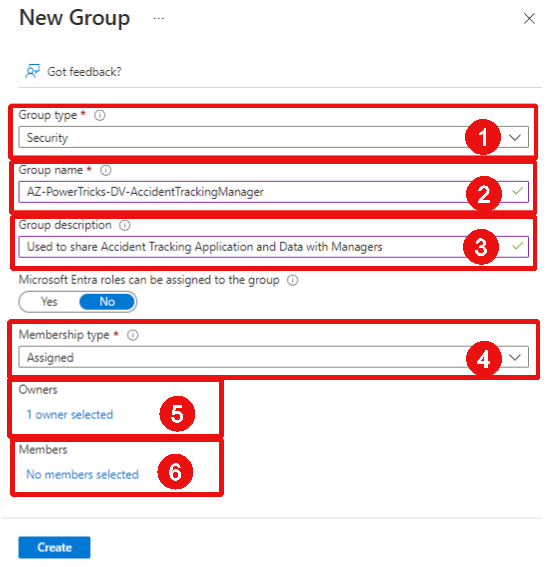 New Group ...
Got feedback?
Group type *
Security
1
Group name *
AZ-PowerTricks-DV-AccidentTrackingManager
2
Group description
Used to share Accident Tracking Application and Data with Managers
3
Microsoft Entra roles can be assigned to the group
Yes No
Membership type *
Assigned
4
Owners
1 owner selected
5
Members
No members selected
6
Create